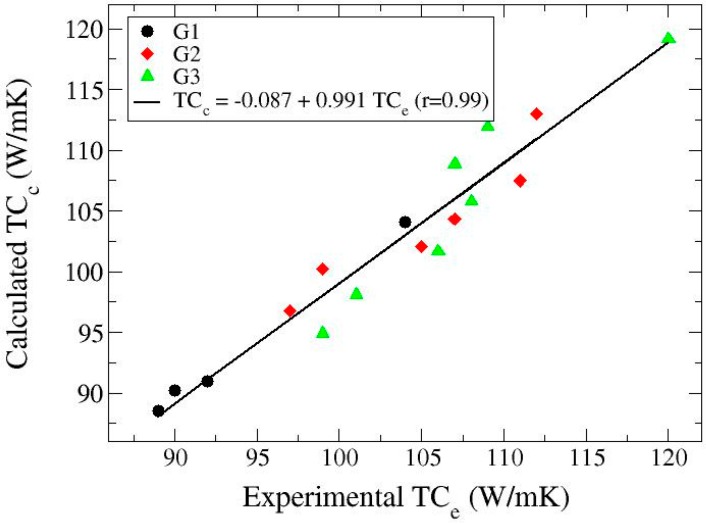 120
115
110
105
100
95
90
Calculated TC_c (W/mK)
G1
G2
G3
TC_c = -0.087 + 0.991 TC_e (r=0.99)
90 95 100 105 110 115 120
Experimental TC_e (W/mK)